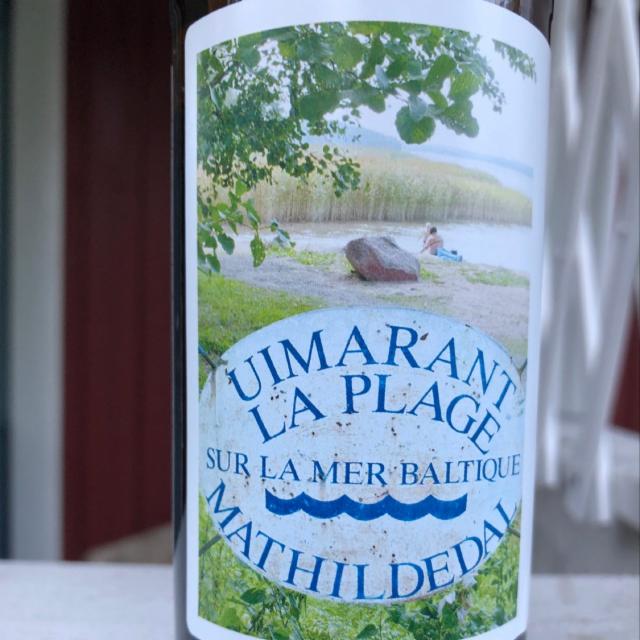 UIMARANT
LA PLAGE
SUR LA MER BALTIQUE
MATHILDEDAL